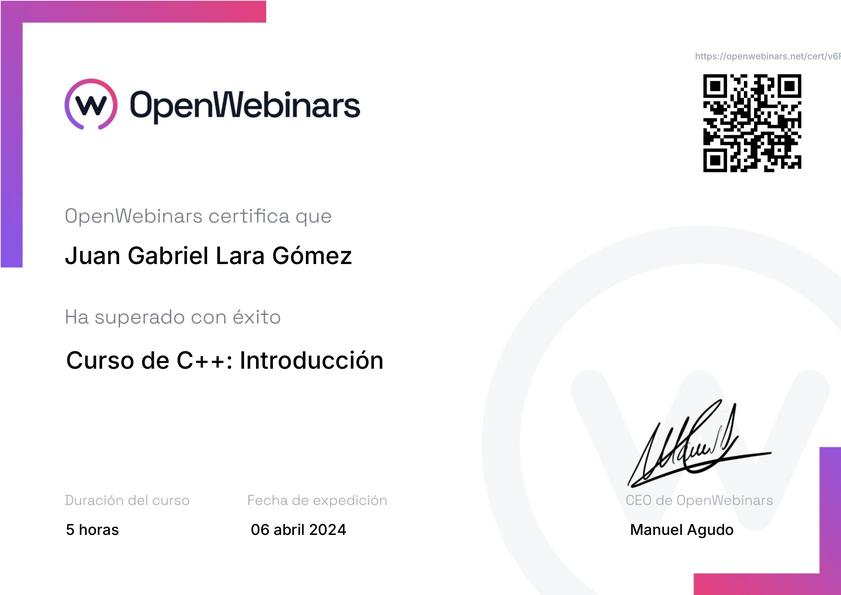 https://openwebinars.net/cert/v6
OpenWebinars
OpenWebinars certifica que
Juan Gabriel Lara Gómez
Ha superado con éxito
Curso de C++: Introducción
Duración del curso
Fecha de expedición
CEO de OpenWebinars
5 horas
06 abril 2024
Manuel Agudo